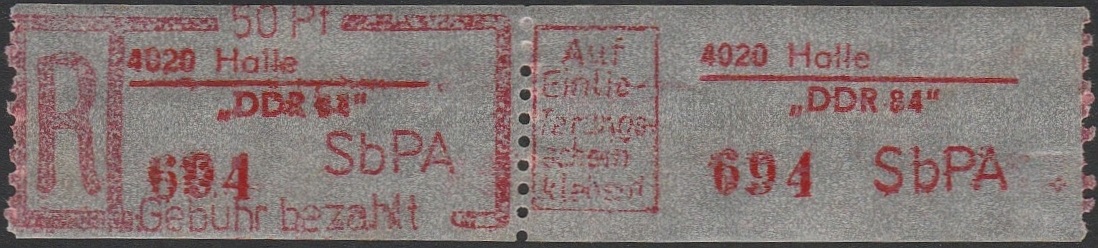 50 Pf
R
4020 Halle
„DDR 84“
SbPA
694
Gebühr bezahlt
Auf
Einlie-
ferungs-
schein
kleben!
4020 Halle
„DDR 84“
694 SbPA